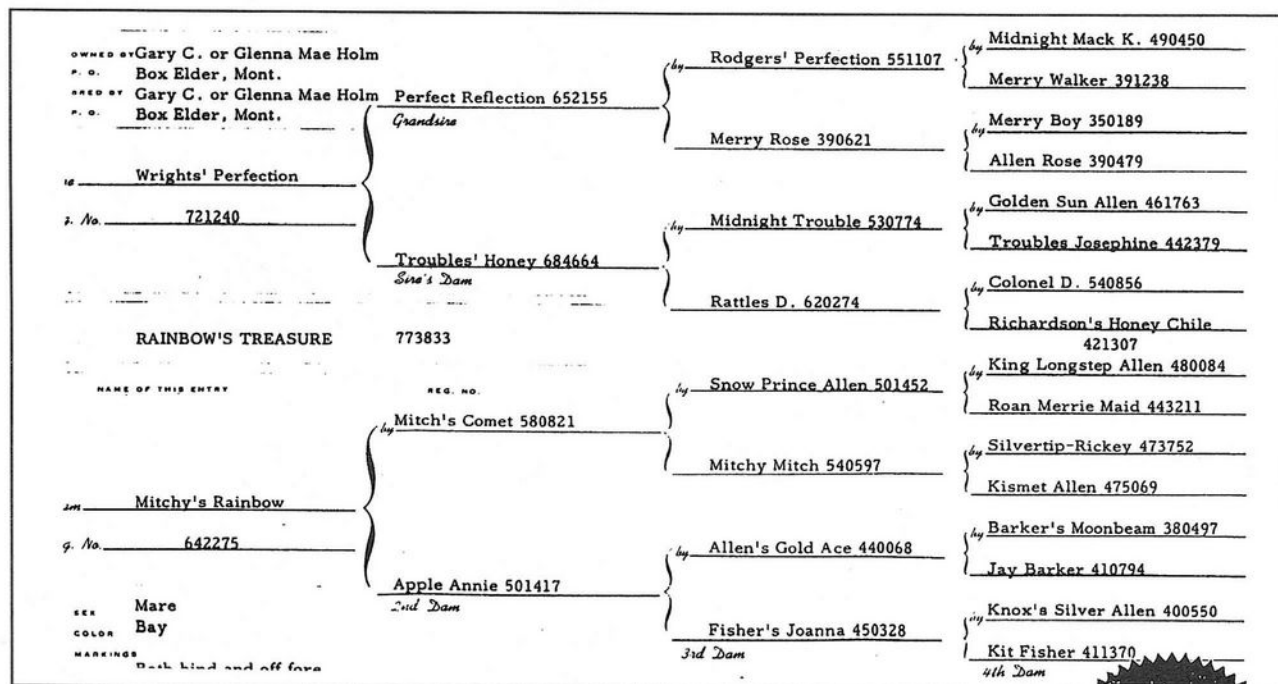 OWNED BY Gary C. or Glenna Mae Holm
P. O. Box Elder, Mont.
BRED BY Gary C. or Glenna Mae Holm
P. O. Box Elder, Mont.
Wrights' Perfection
No. 721240
RAINBOW'S TREASURE 773833
NAME OF THIS ENTRY REG. NO.
Mitchy's Rainbow
No. 642275
SEX Mare
COLOR Bay
MARKINGS
Both hind and off fore
Perfect Reflection 652155
Grandsire
Troubles' Honey 684664
Sire's Dam
by Mitch's Comet 580821
Apple Annie 501417
2nd Dam
by Rodgers' Perfection 551107
Merry Rose 390621
by Midnight Trouble 530774
Rattles D. 620274
by Snow Prince Allen 501452
Mitchy Mitch 540597
by Allen's Gold Ace 440068
Fisher's Joanna 450328
3rd Dam
by Midnight Mack K. 490450
Merry Walker 391238
by Merry Boy 350189
Allen Rose 390479
by Golden Sun Allen 461763
Troubles Josephine 442379
by Colonel D. 540856
Richardson's Honey Chile
421307
by King Longstep Allen 480084
Roan Merrie Maid 443211
by Silvertip-Rickey 473752
Kismet Allen 475069
by Barker's Moonbeam 380497
Jay Barker 410794
by Knox's Silver Allen 400550
Kit Fisher 411370
4th Dam